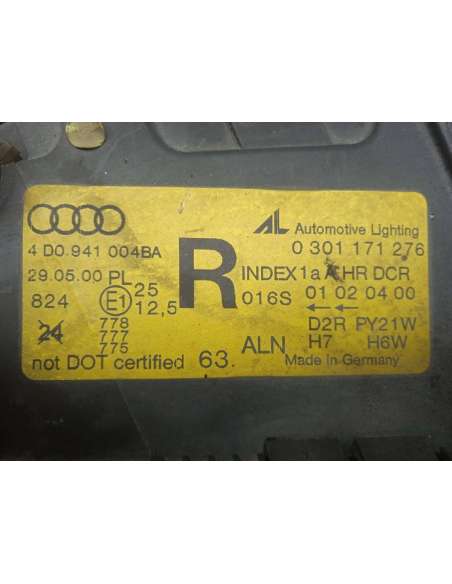 4 D0 941 004BA
29.05.00 PL
824 E1 25 12,5
24 778
777
775
not DOT certified 63.
R
AL Automotive Lighting
0 301 171 276
INDEX1a A HR DCR
016S 01 02 04 00
D2R PY21W
ALN H7 H6W
Made in Germany